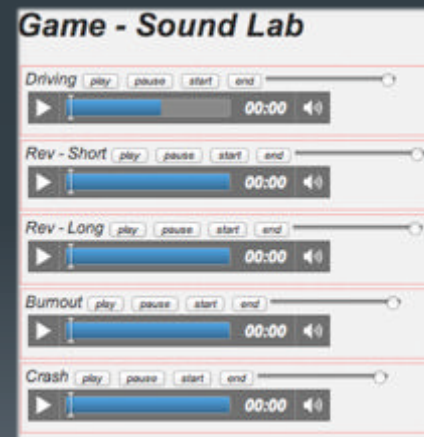 Game - Sound Lab
Driving play pause start end
00:00
Rev - Short play pause start end
00:00
Rev - Long play pause start end
00:00
Burnout play pause start end
00:00
Crash play pause start end
00:00